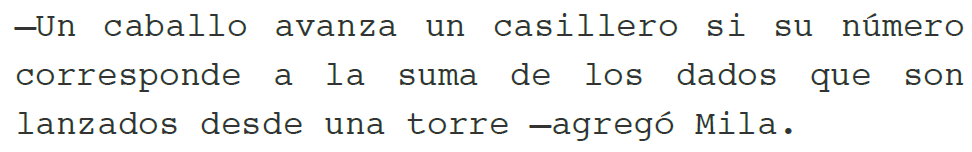 —Un caballo avanza un casillero si su número
corresponde a la suma de los dados que son
lanzados desde una torre —agregó Mila.